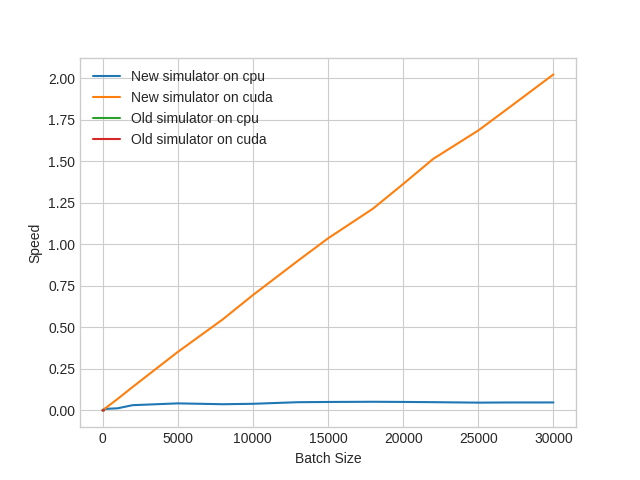 New simulator on cpu
New simulator on cuda
Old simulator on cpu
Old simulator on cuda
2.00
1.75
1.50
1.25
1.00
0.75
0.50
0.25
0.00
Speed
0 5000 10000 15000 20000 25000 30000
Batch Size